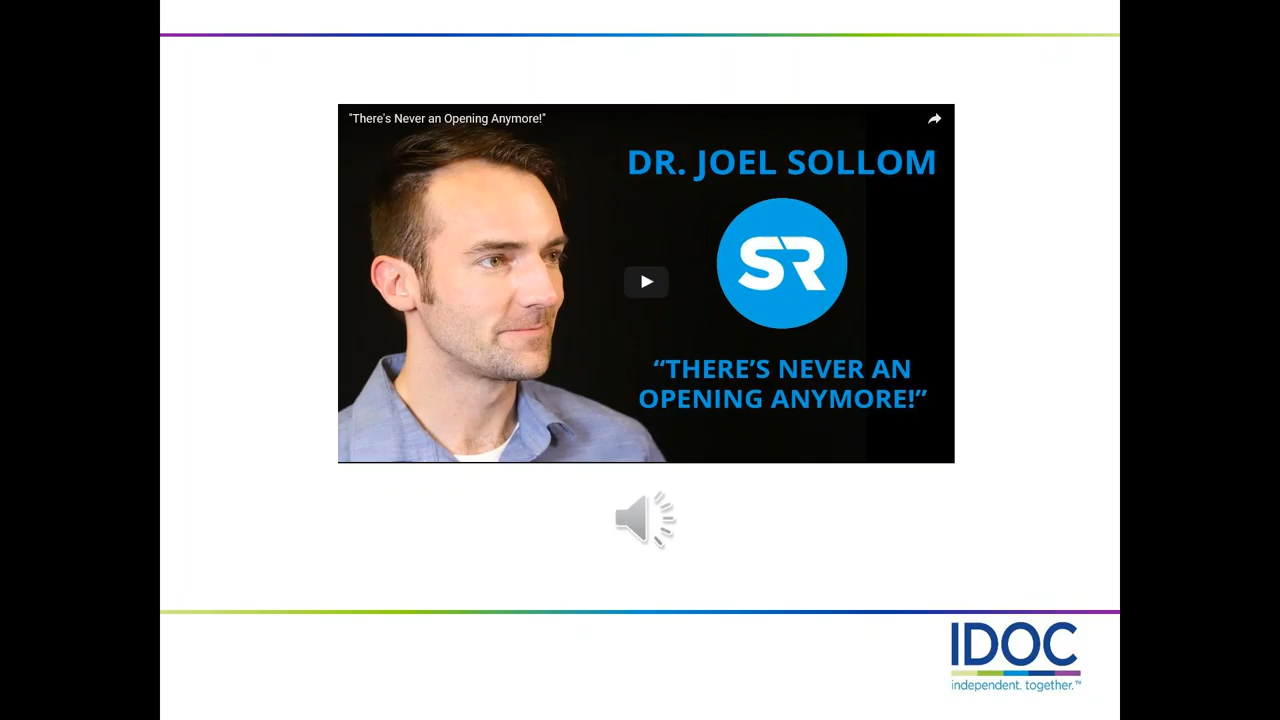 "There's Never an Opening Anymore!"
DR. JOEL SOLLOM
SR
“THERE’S NEVER AN
OPENING ANYMORE!”
IDOC
independent. together.™